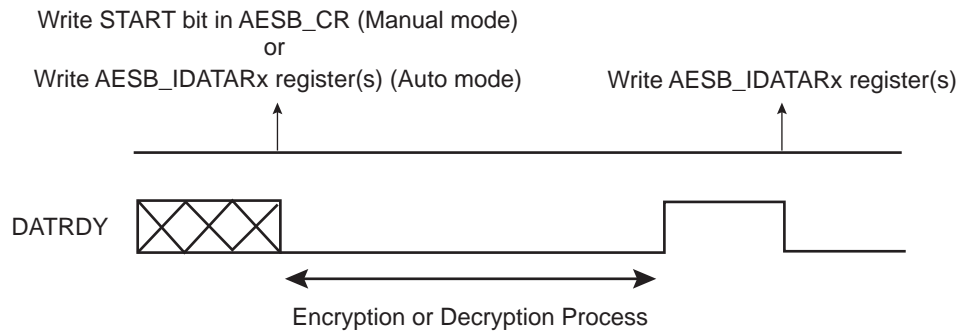 Write START bit in AESB_CR (Manual mode)
or
Write AESB_IDATARx register(s) (Auto mode)
Write AESB_IDATARx register(s)
DATRDY
Encryption or Decryption Process